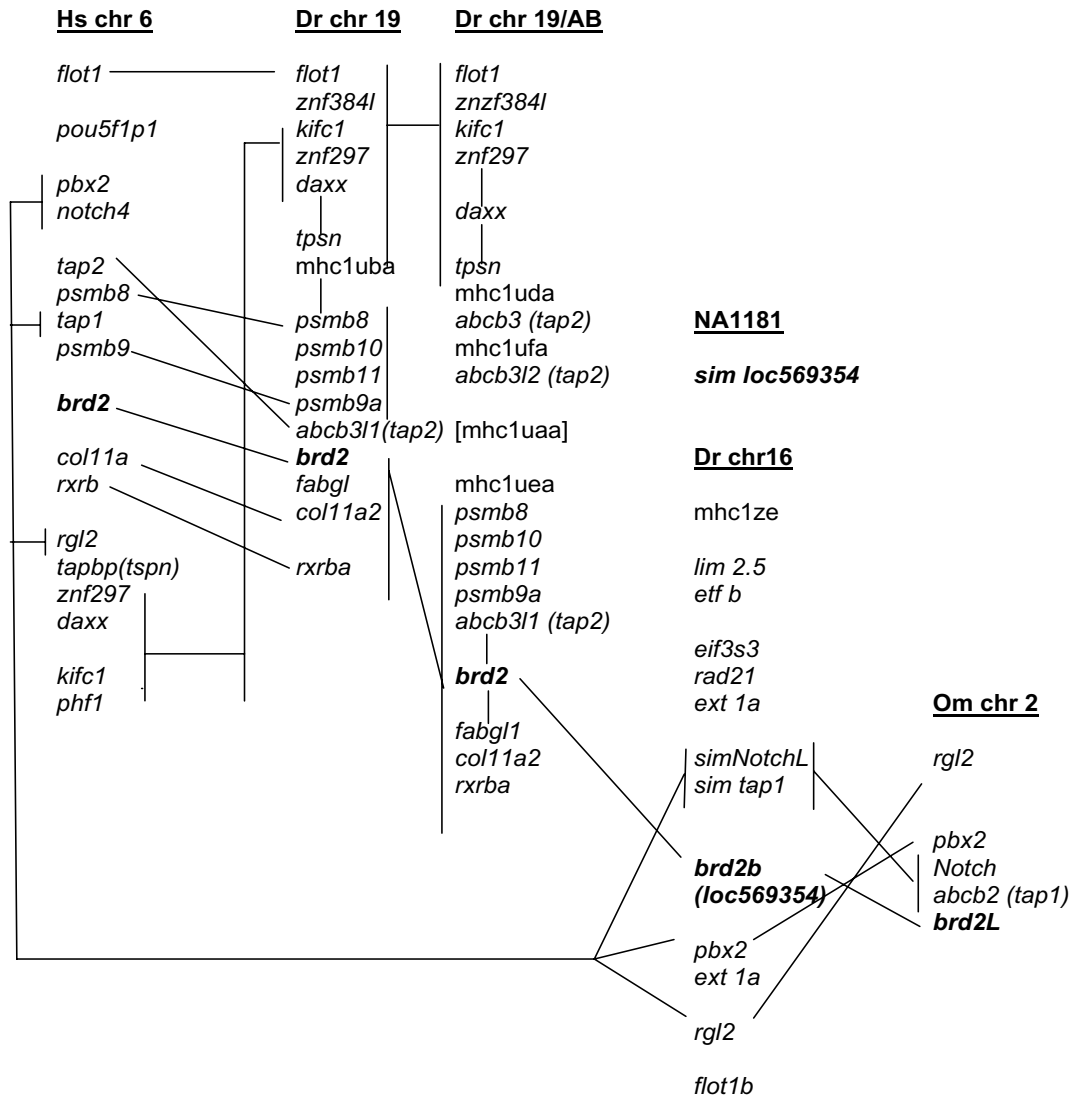 Hs chr 6
flot1
pou5f1p1
pbx2
notch4
tap2
psmb8
tap1
psmb9
brd2
col11a
rxrb
rgl2
tapbp(tspn)
znf297
daxx
kifc1
phf1
Dr chr 19
flot1
znf384l
kifc1
znf297
daxx
tpsn
mhc1uba
psmb8
psmb10
psmb11
psmb9a
abcb3l1(tap2)
brd2
fabgl
col11a2
rxrba
Dr chr 19/AB
flot1
znzf384l
kifc1
znf297
daxx
tpsn
mhc1uda
abcb3 (tap2)
mhc1ufa
abcb3l2 (tap2)
[mhc1uaa]
mhc1uea
psmb8
psmb10
psmb11
psmb9a
abcb3l1 (tap2)
brd2
fabgl1
col11a2
rxrba
NA1181
sim loc569354
Dr chr16
mhc1ze
lim 2.5
etf b
eif3s3
rad21
ext 1a
simNotchL
sim tap1
brd2b
(loc569354)
pbx2
ext 1a
rgl2
flot1b
Om chr 2
rgl2
pbx2
Notch
abcb2 (tap1)
brd2L